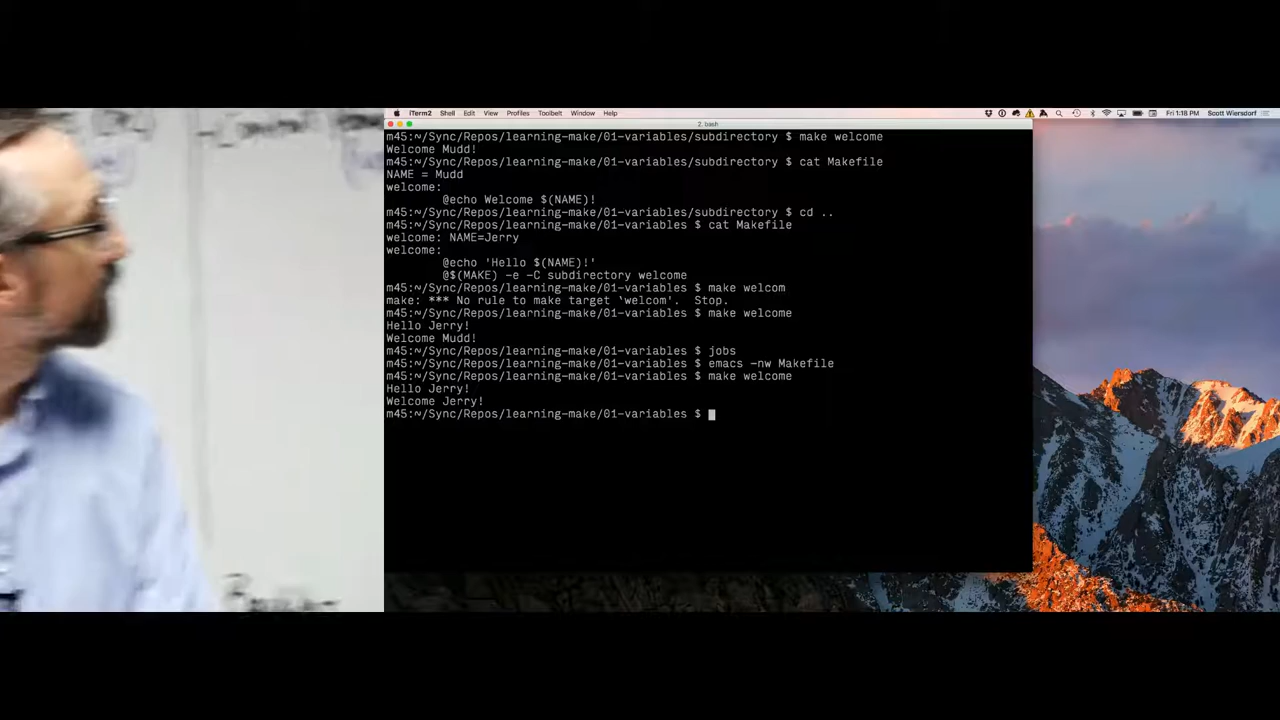 iTerm2 Shell Edit View Profiles Toolbelt Window Help Fri 1:18 PM Scott Wiersdorf
2. bash
m45:~/Sync/Repos/learning-make/01-variables/subdirectory $ make welcome
Welcome Mudd!
m45:~/Sync/Repos/learning-make/01-variables/subdirectory $ cat Makefile
NAME = Mudd
welcome:
@echo Welcome $(NAME)!
m45:~/Sync/Repos/learning-make/01-variables/subdirectory $ cd ..
m45:~/Sync/Repos/learning-make/01-variables $ cat Makefile
welcome: NAME=Jerry
welcome:
@echo 'Hello $(NAME)!'
@$(MAKE) -e -C subdirectory welcome
m45:~/Sync/Repos/learning-make/01-variables $ make welcom
make: *** No rule to make target `welcom'.  Stop.
m45:~/Sync/Repos/learning-make/01-variables $ make welcome
Hello Jerry!
Welcome Mudd!
m45:~/Sync/Repos/learning-make/01-variables $ jobs
m45:~/Sync/Repos/learning-make/01-variables $ emacs -nw Makefile
m45:~/Sync/Repos/learning-make/01-variables $ make welcome
Hello Jerry!
Welcome Jerry!
m45:~/Sync/Repos/learning-make/01-variables $